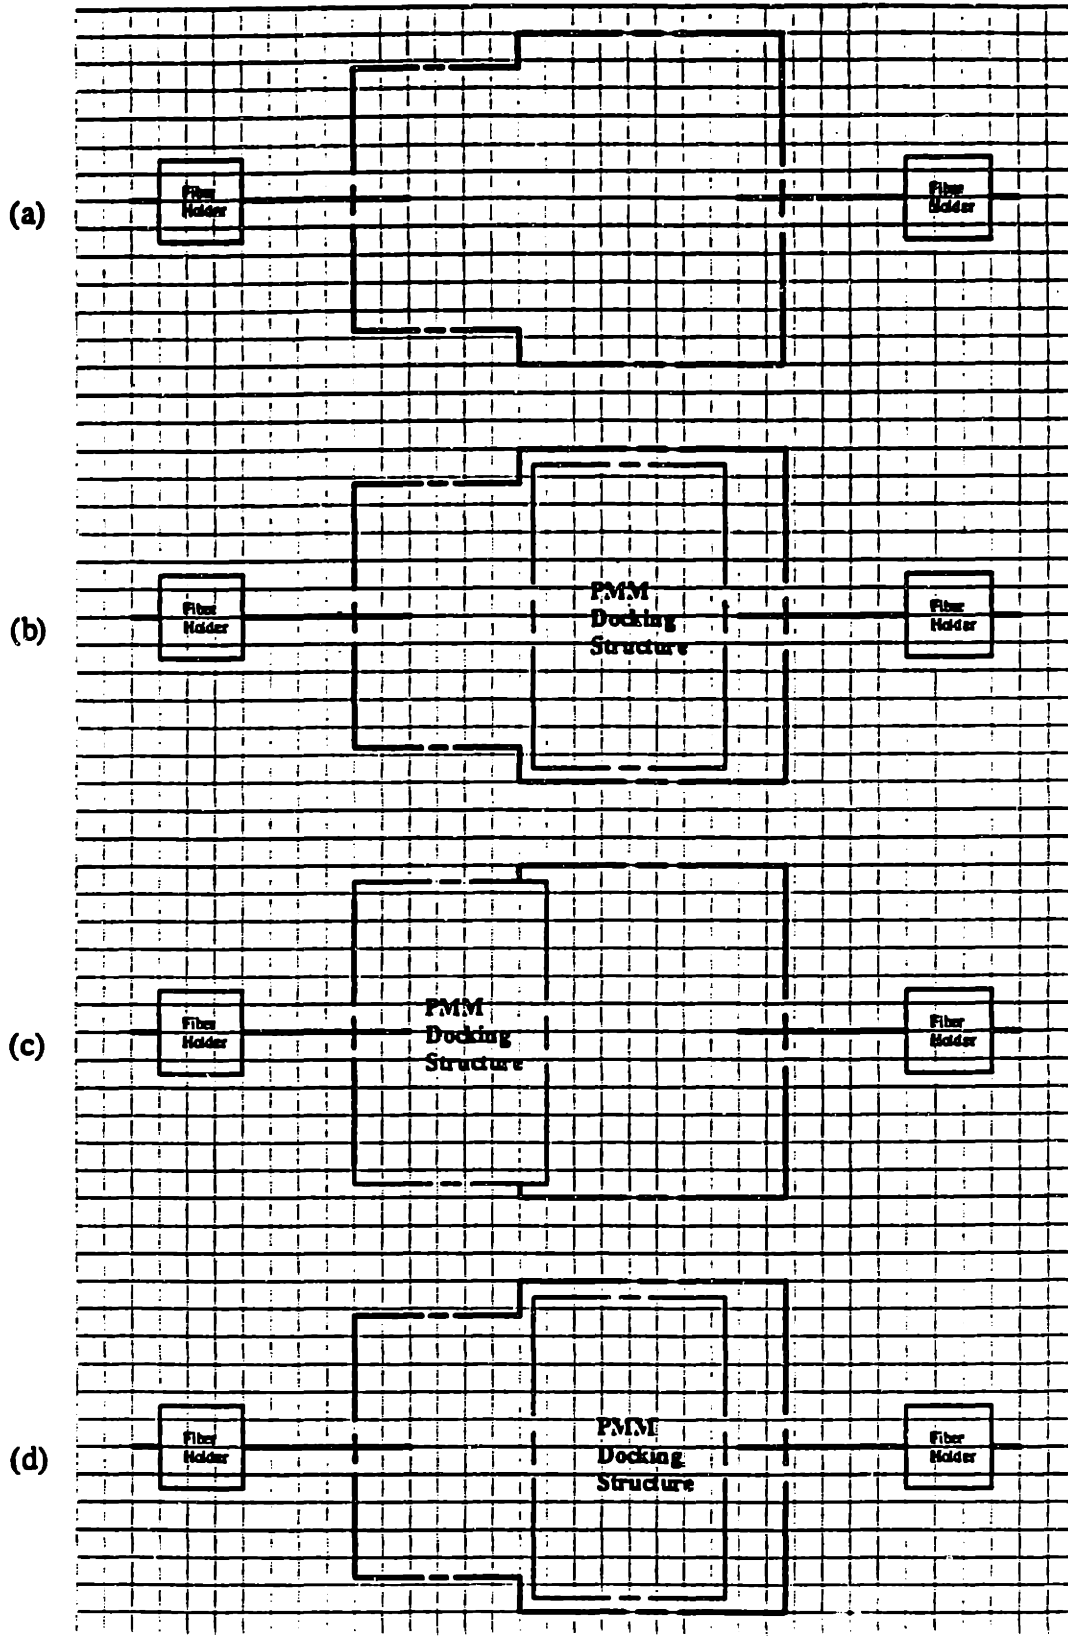 (a)
Fiber
Holder
Fiber
Holder
(b)
Fiber
Holder
PMM
Docking
Structure
Fiber
Holder
(c)
Fiber
Holder
PMM
Docking
Structure
Fiber
Holder
(d)
Fiber
Holder
PMM
Docking
Structure
Fiber
Holder